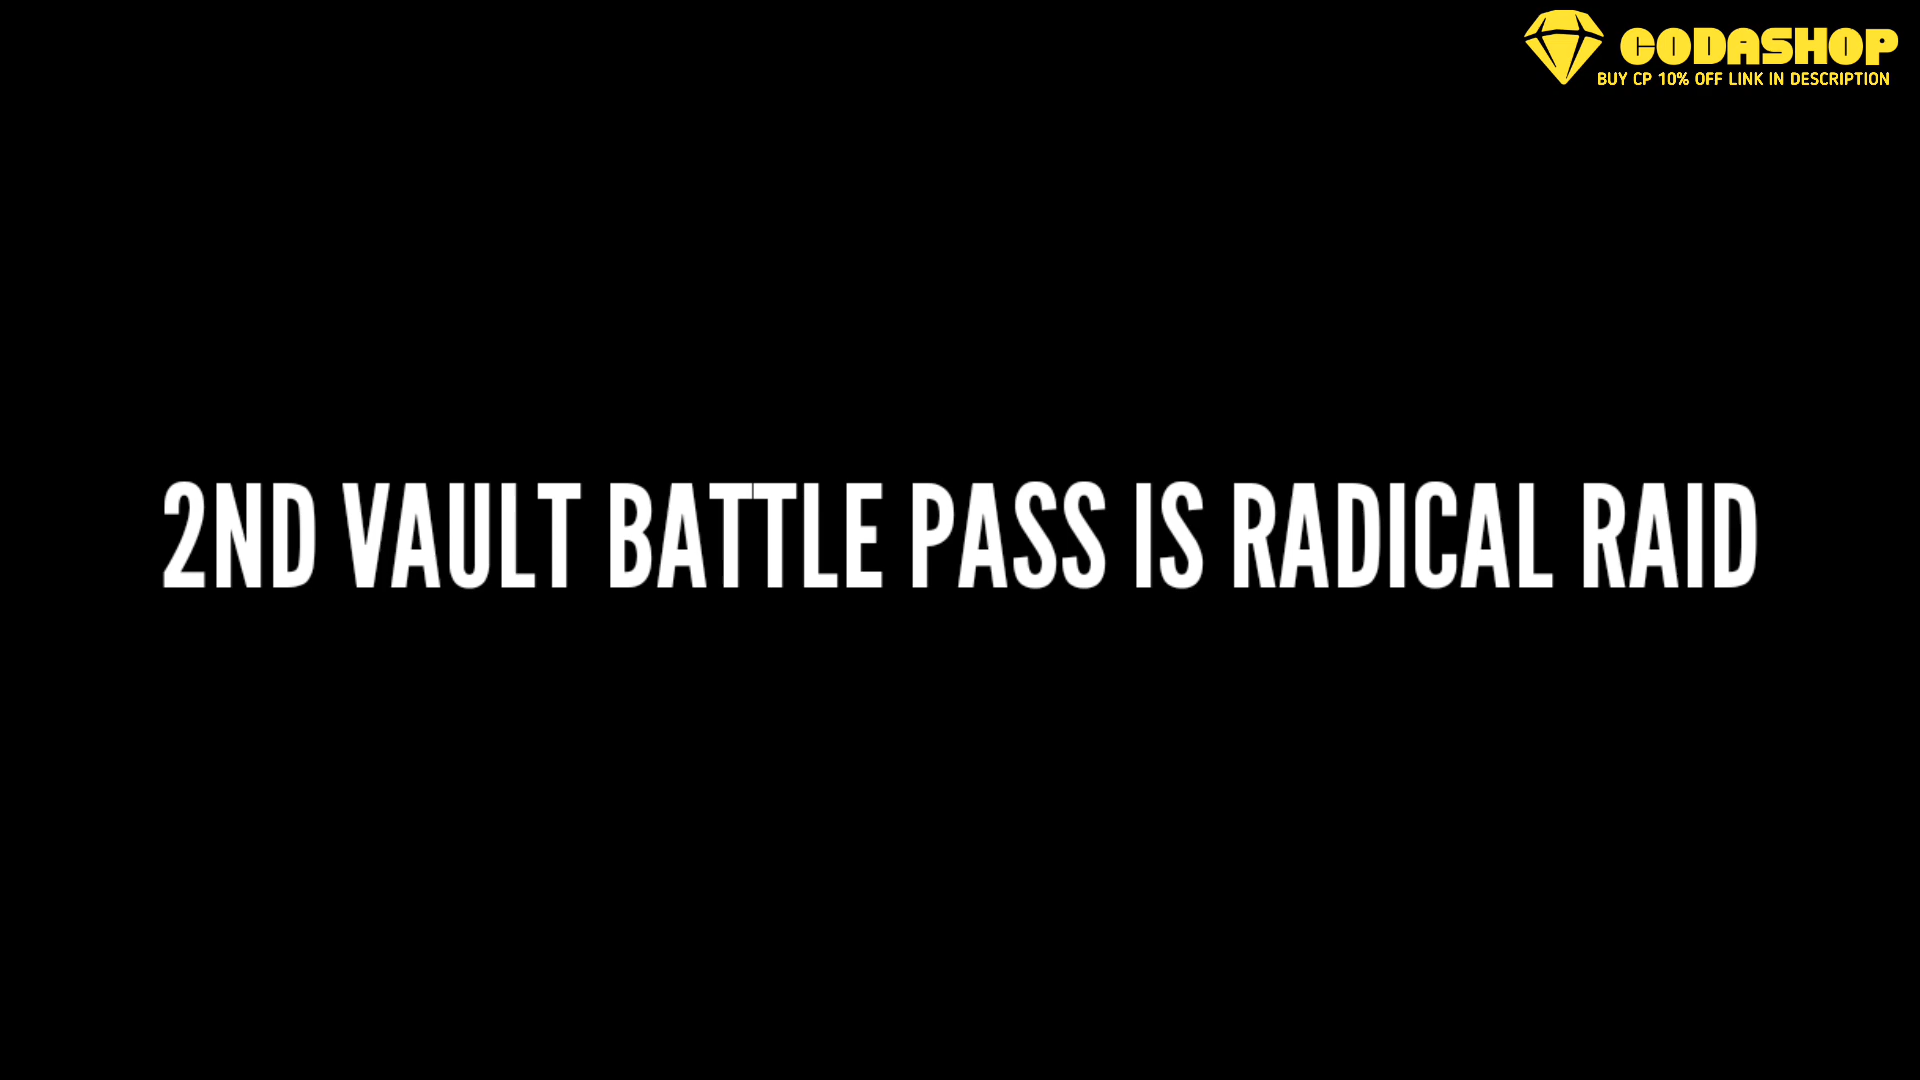 CODASHOP
BUY CP 10% OFF LINK IN DESCRIPTION
2ND VAULT BATTLE PASS IS RADICAL RAID